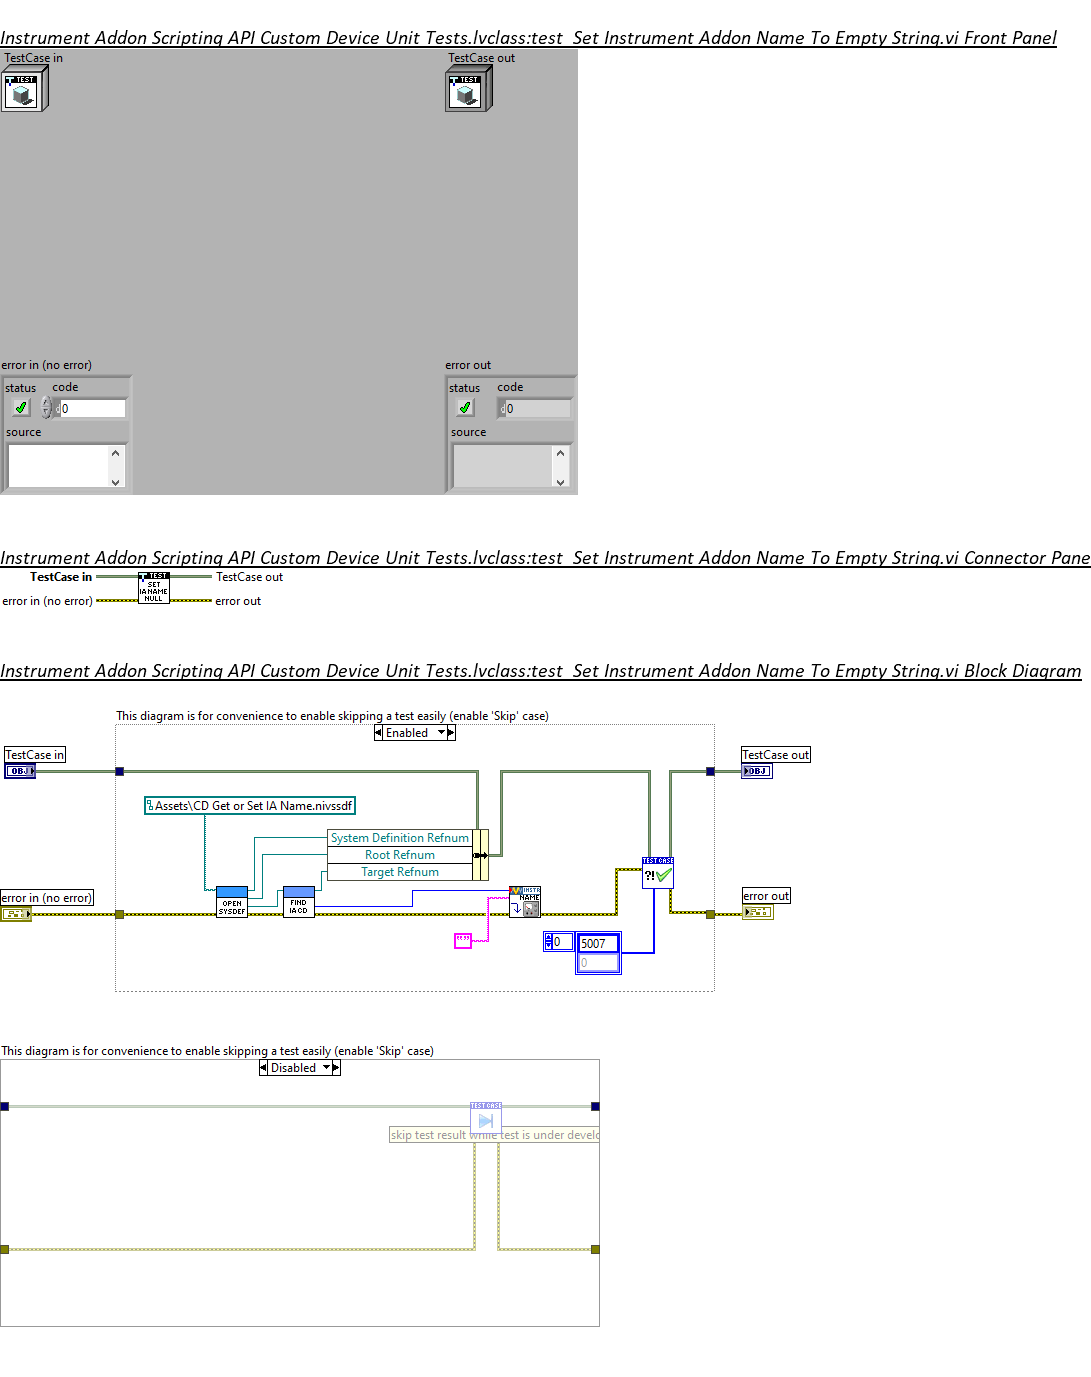 Instrument Addon Scripting API Custom Device Unit Tests.lvclass:test_Set Instrument Addon Name To Empty String.vi Front Panel
TestCase in
TestCase out
TEST
TEST
error in (no error)
error out
status code
status code
0
0
source
source
Instrument Addon Scripting API Custom Device Unit Tests.lvclass:test_Set Instrument Addon Name To Empty String.vi Connector Pane
TestCase in
TEST
SET
IA NAME
NULL
TestCase out
error in (no error)
error out
Instrument Addon Scripting API Custom Device Unit Tests.lvclass:test_Set Instrument Addon Name To Empty String.vi Block Diagram
This diagram is for convenience to enable skipping a test easily (enable 'Skip' case)
Enabled
TestCase in
OBJ
TestCase out
OBJ
Assets\CD Get or Set IA Name.nivssdf
System Definition Refnum
Root Refnum
Target Refnum
TEST CASE
?!
error in (no error)
OPEN
SYSDEF
FIND
IA CD
INSTR
NAME
error out
""
0
5007
0
This diagram is for convenience to enable skipping a test easily (enable 'Skip' case)
Disabled
TEST CASE
skip test result while test is under develo